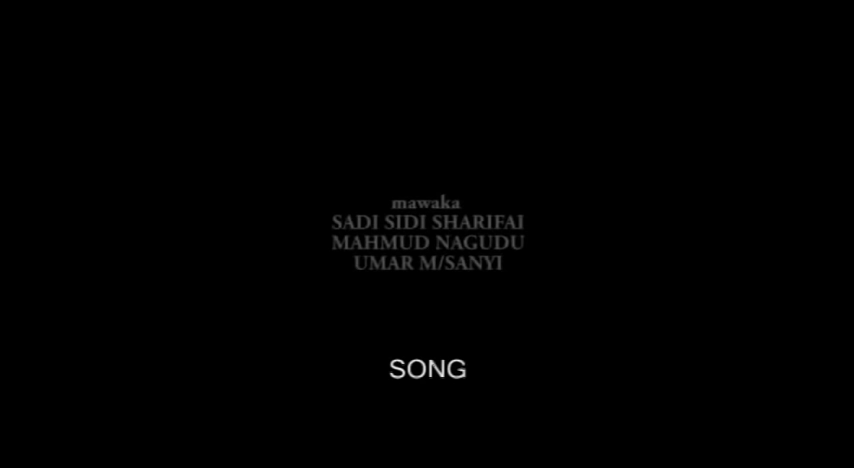 mawaka
SADI SIDI SHARIFAI
MAHMUD NAGUDU
UMAR M/SANYI
SONG